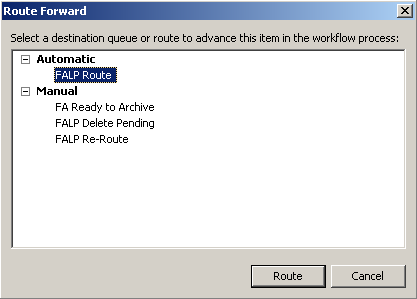 Route Forward
Select a destination queue or route to advance this item in the workflow process:
Automatic
FALP Route
Manual
FA Ready to Archive
FALP Delete Pending
FALP Re-Route
Route Cancel